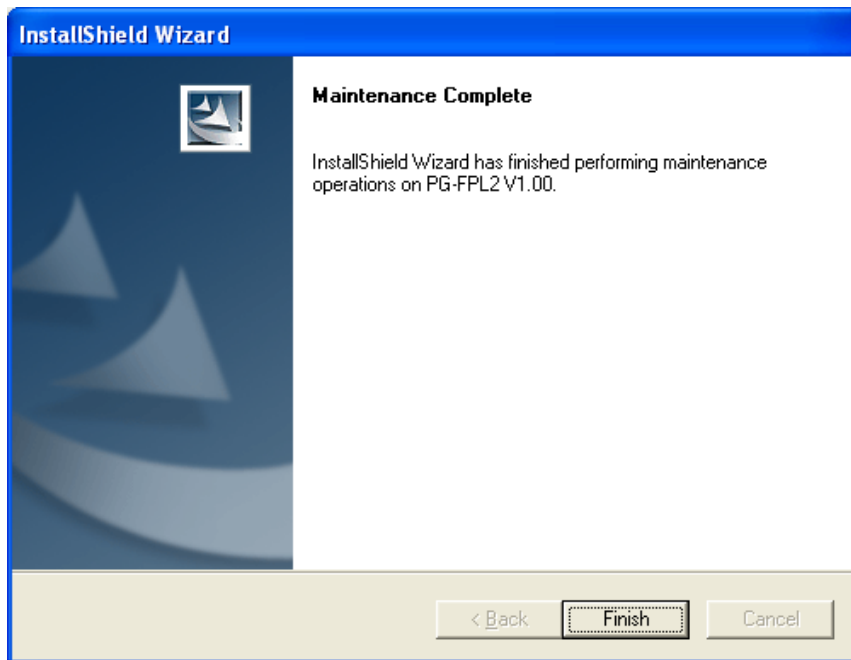 InstallShield Wizard
Maintenance Complete
InstallShield Wizard has finished performing maintenance
operations on PG-FPL2 V1.00.
< Back
Finish
Cancel